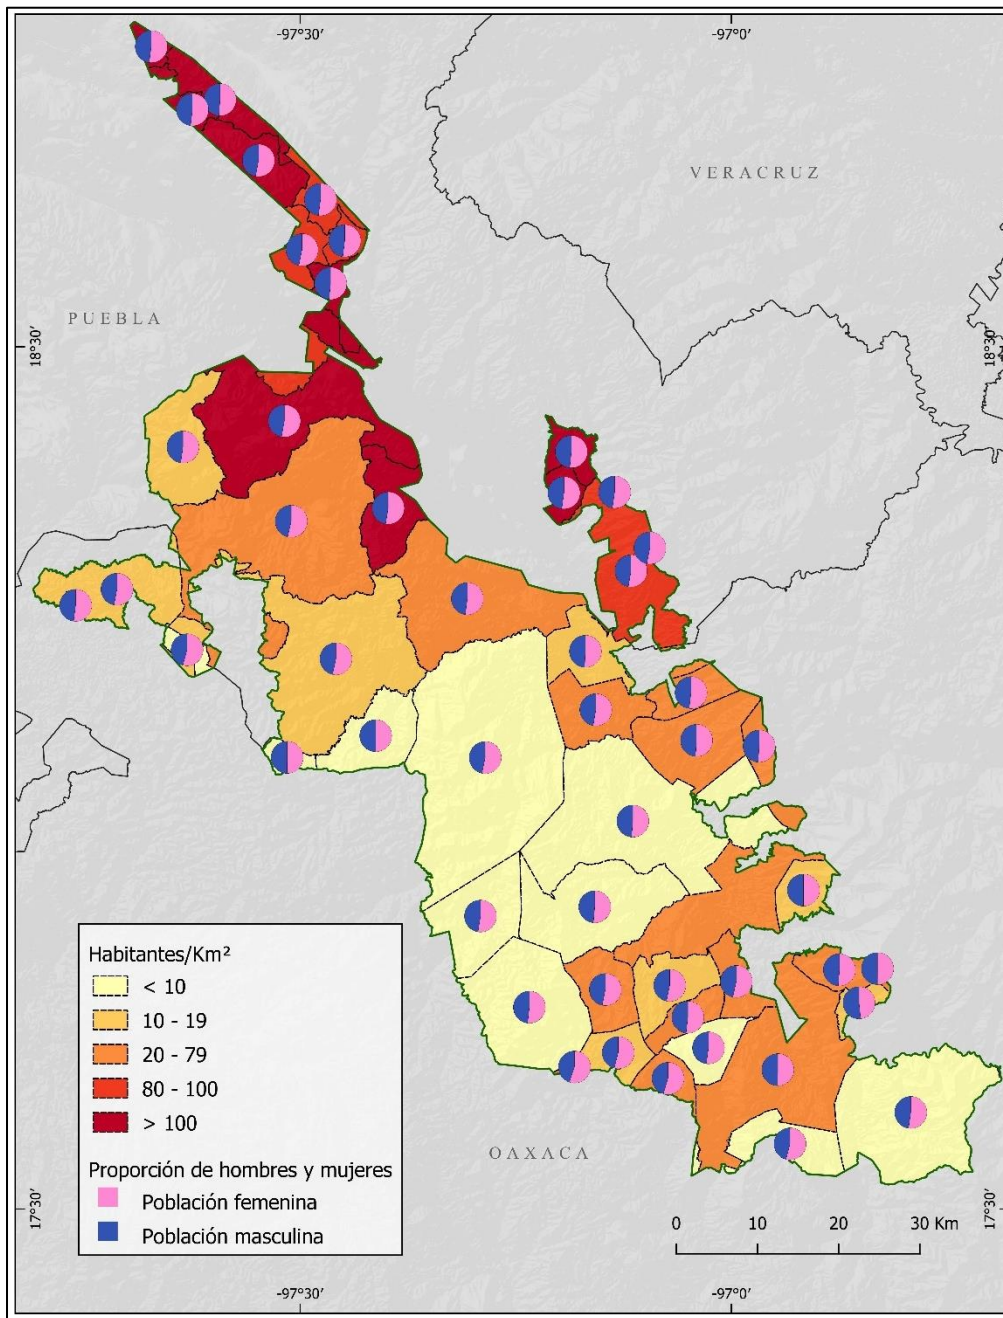 -97°30'
-97°0'
VERACRUZ
PUEBLA
18°30'
18°30'
Habitantes/Km²
< 10
10 - 19
20 - 79
80 - 100
> 100
Proporción de hombres y mujeres
Población femenina
Población masculina
OAXACA
17°30'
17°30'
0 10 20 30 Km
-97°30'
-97°0'